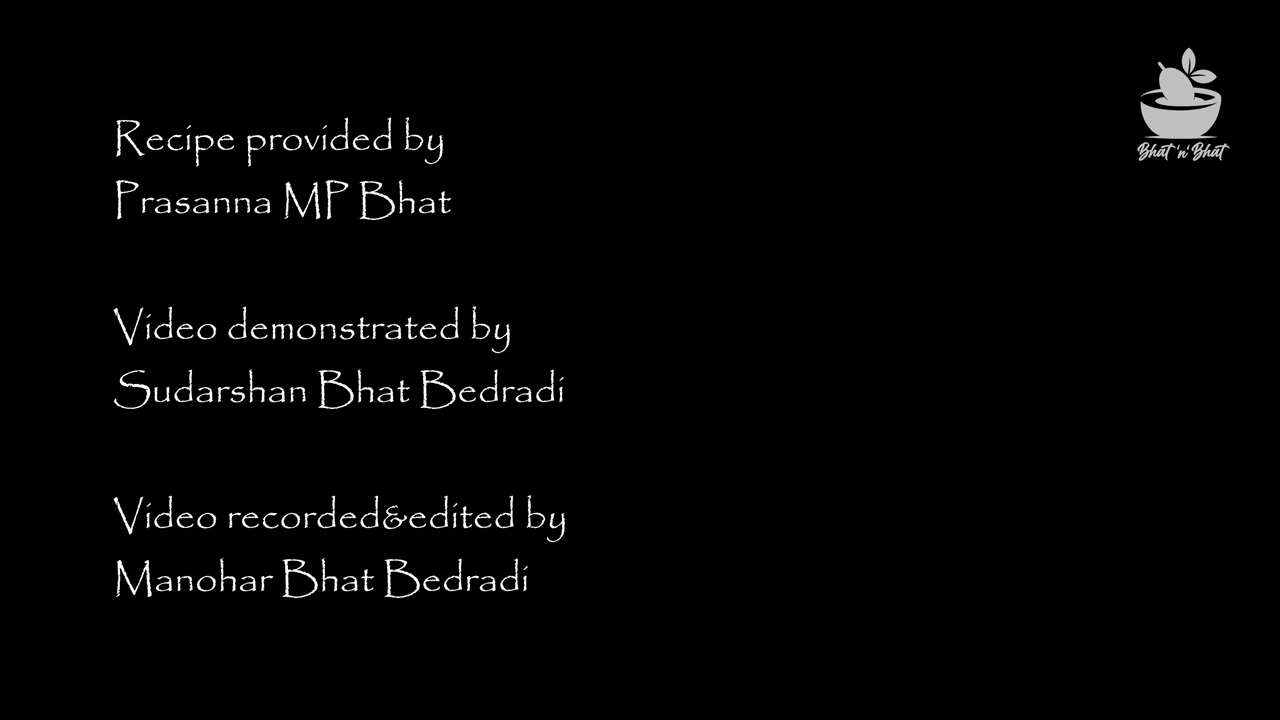 Recipe provided by
Prasanna MP Bhat
Video demonstrated by
Sudarshan Bhat Bedradi
Video recorded&edited by
Manohar Bhat Bedradi
Bhat 'n' Bhat